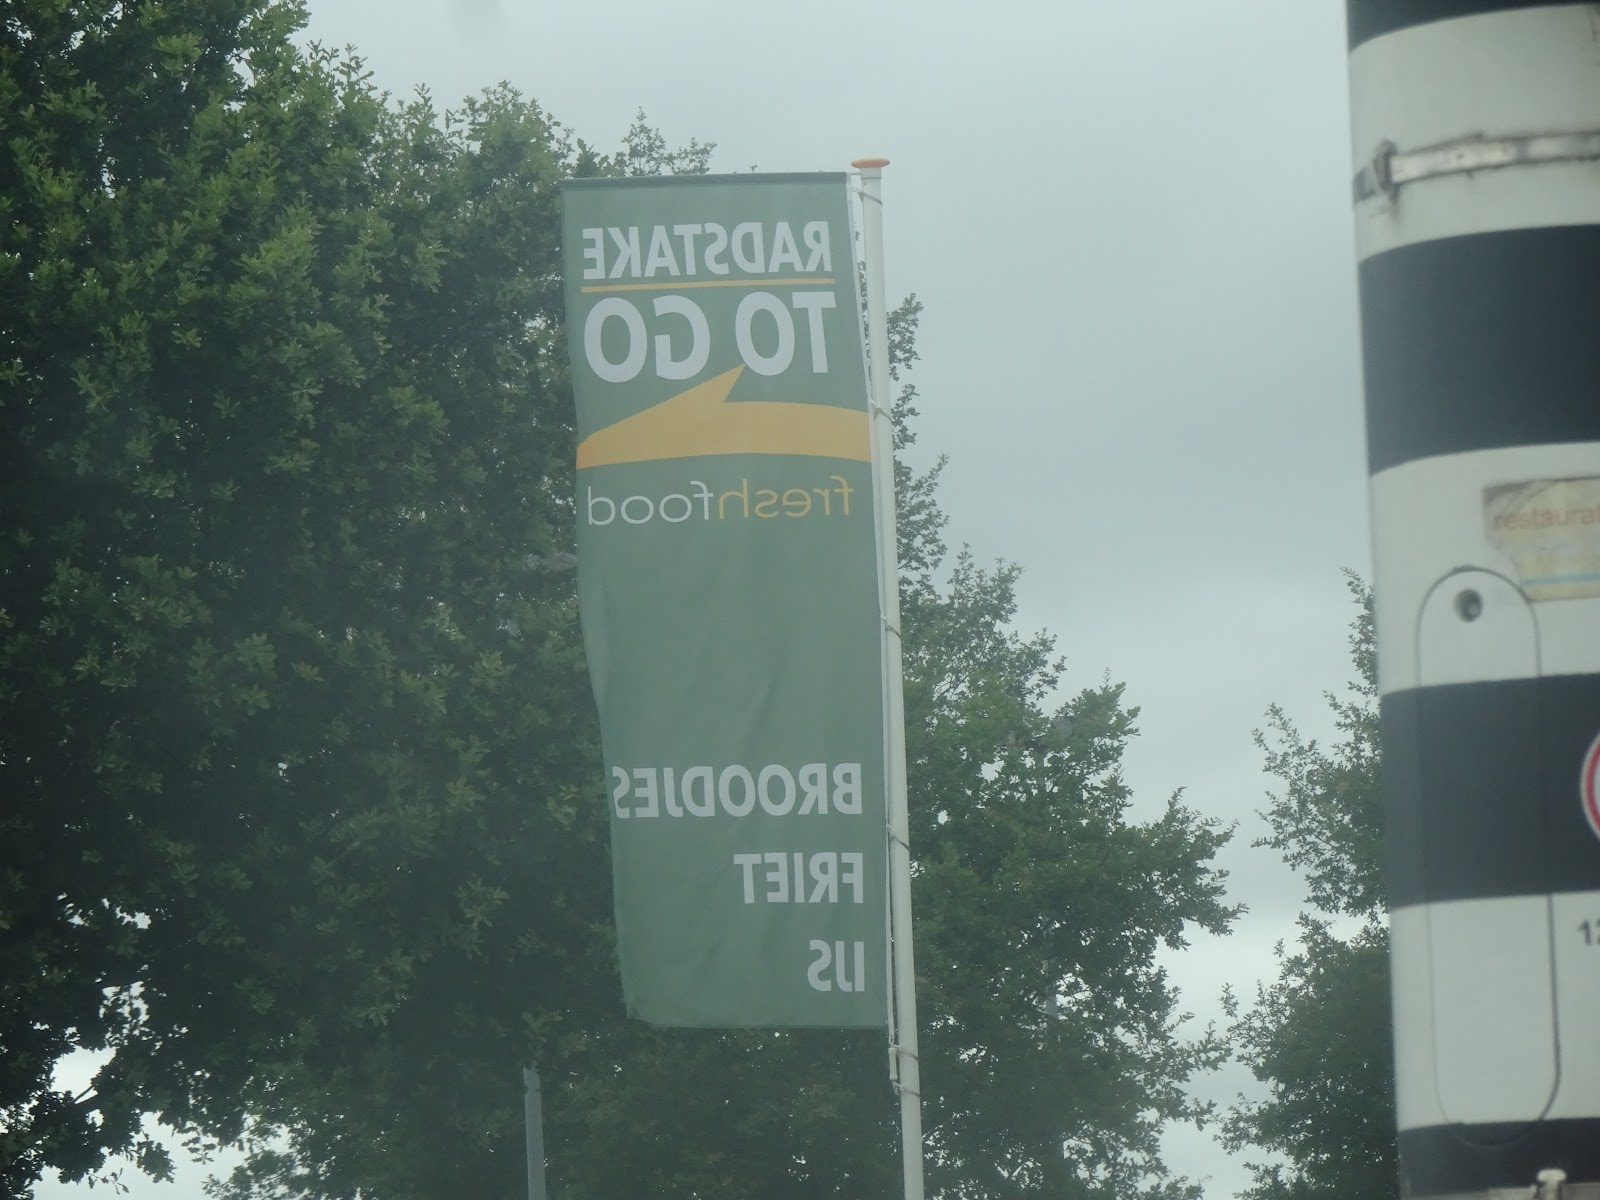 RADSTAKE
TO GO
freshfood
BROODJES
FRIET
IJS